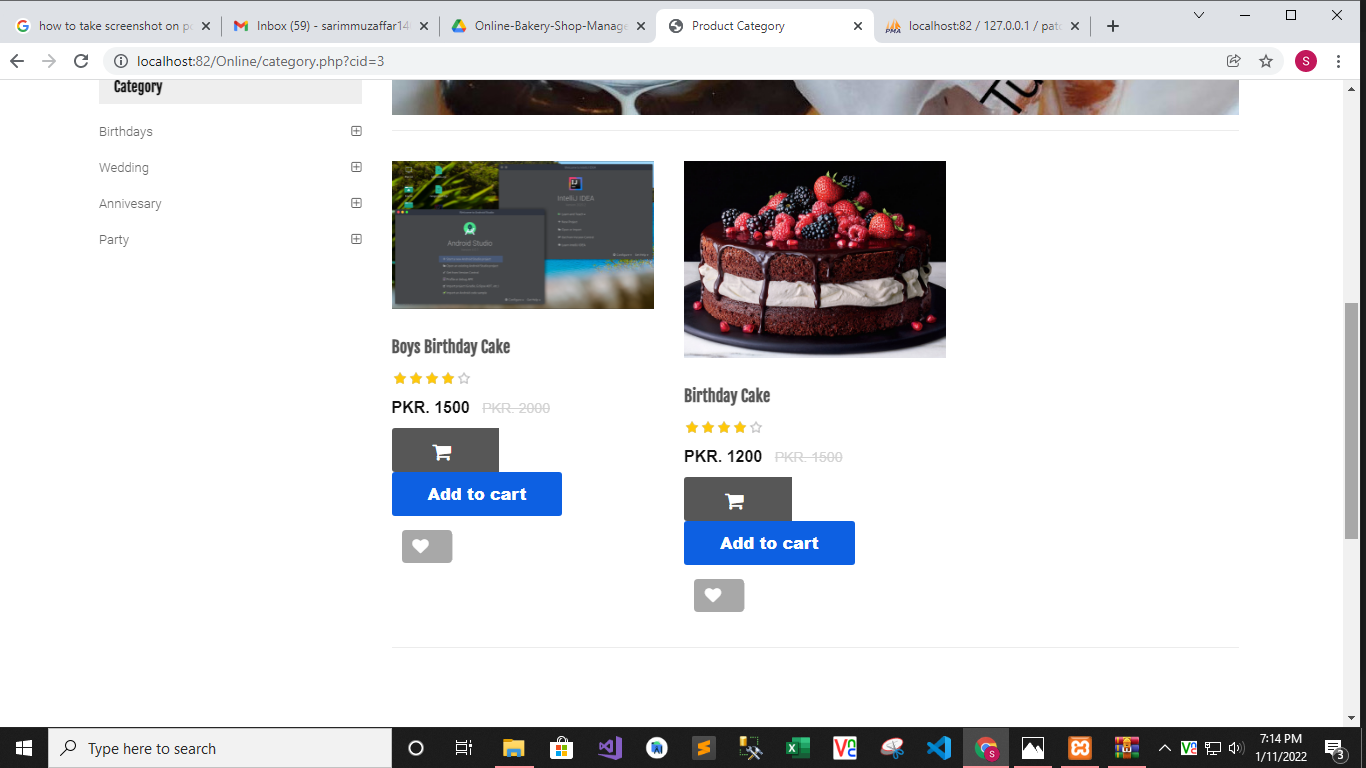 how to take screenshot on pc
Inbox (59) - sarimmuzaffar14
Online-Bakery-Shop-Manage
Product Category
localhost:82 / 127.0.0.1 / pato
localhost:82/Online/category.php?cid=3
S
Category
Birthdays
Wedding
Annivesary
Party
Tu
IntelliJ IDEA
Android Studio
Boys Birthday Cake
PKR. 1500 PKR. 2000
Add to cart
Birthday Cake
PKR. 1200 PKR. 1500
Add to cart
Type here to search
7:14 PM
1/11/2022
3